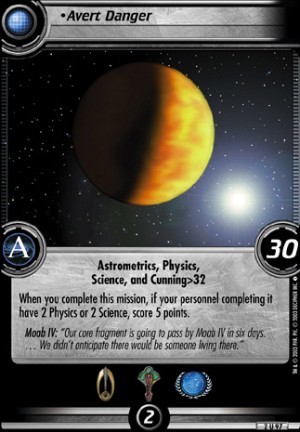 •Avert Danger
A
30
Astrometrics, Physics,
Science, and Cunning>32
When you complete this mission, if your personnel completing it
have 2 Physics or 2 Science, score 5 points.
Moab IV: "Our core fragment is going to pass by Moab IV in six days.
… We didn't anticipate there would be someone living there."
2
2 U 97